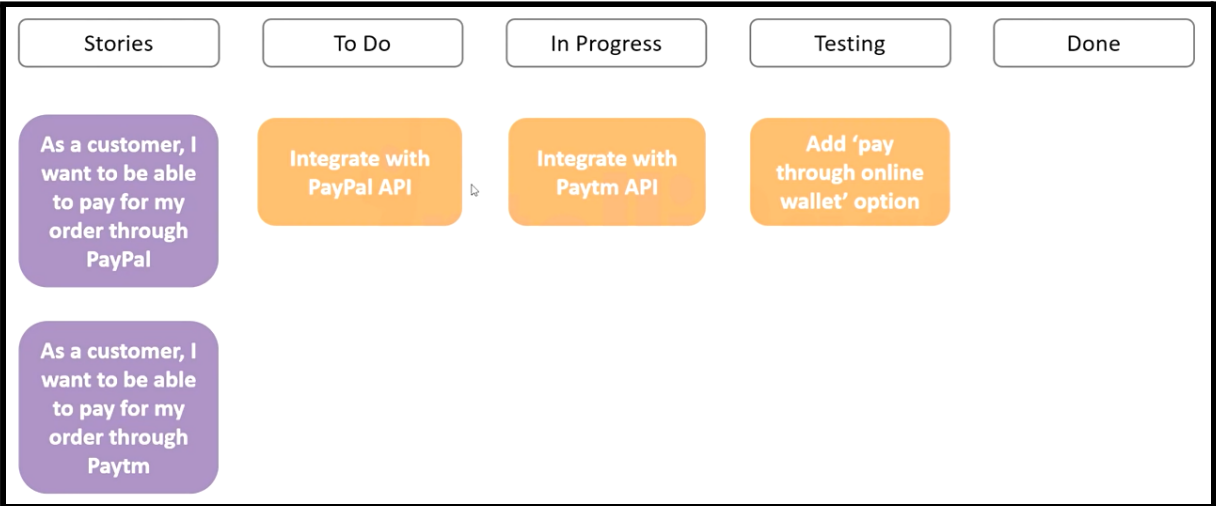 Stories
To Do
In Progress
Testing
Done
As a customer, I
want to be able
to pay for my
order through
PayPal
Integrate with
PayPal API
Integrate with
Paytm API
Add ‘pay
through online
wallet’ option
As a customer, I
want to be able
to pay for my
order through
Paytm